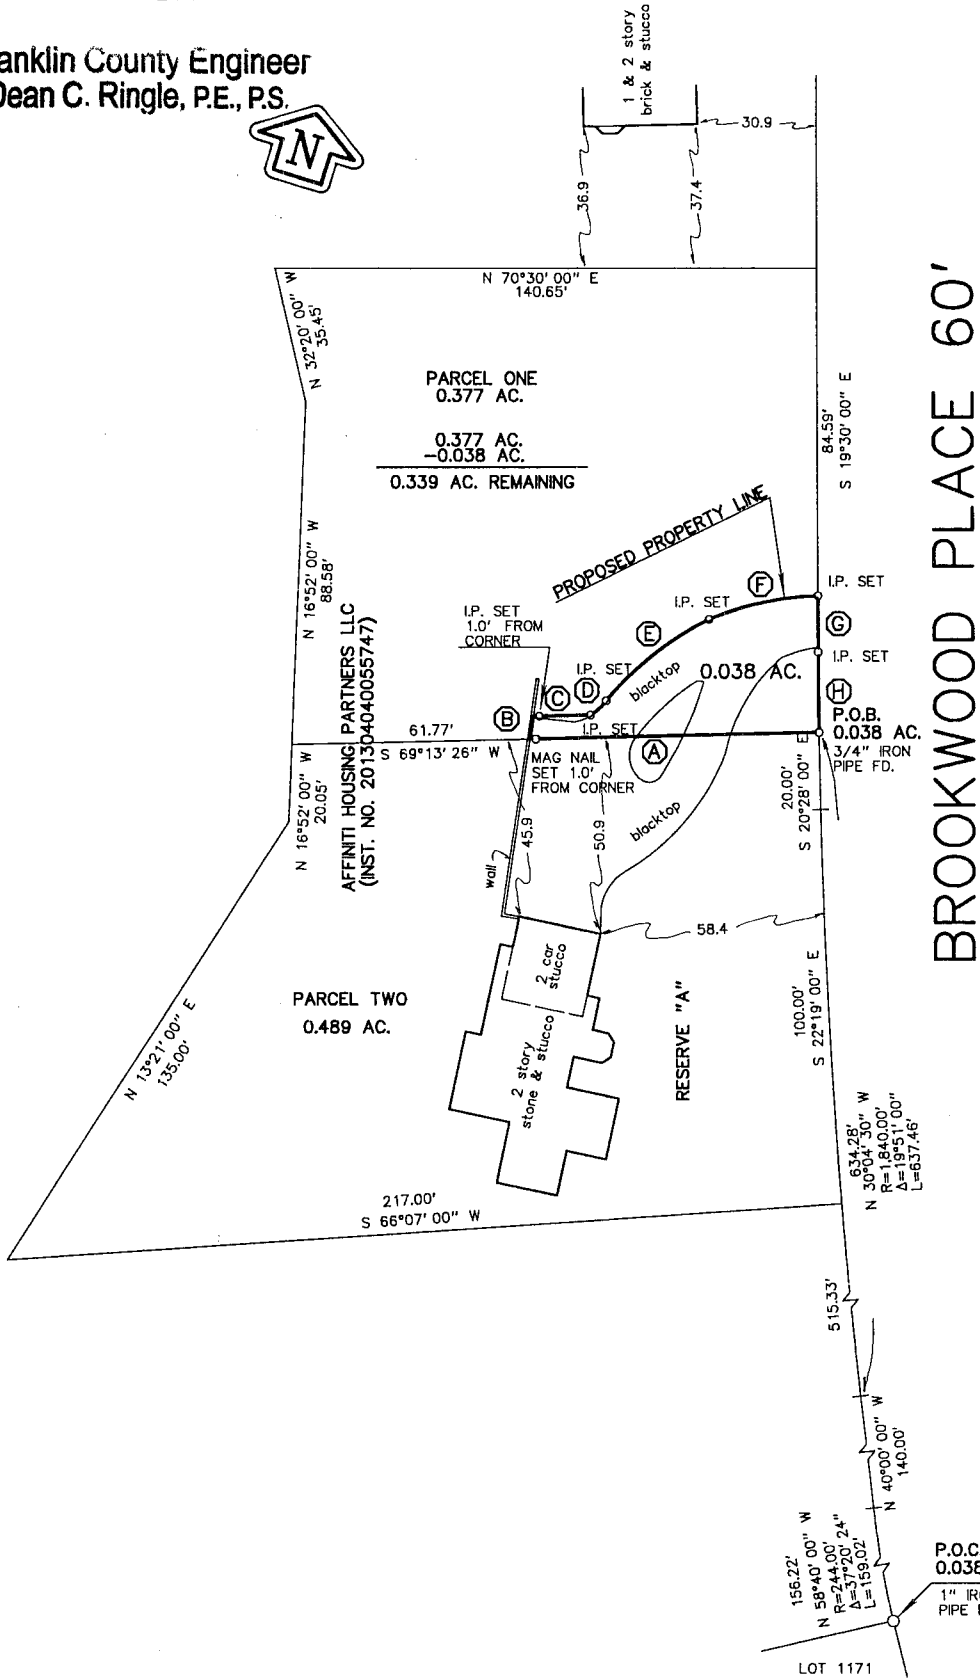 anklin County Engineer
Dean C. Ringle, P.E., P.S.
N
1 & 2 story
brick & stucco
30.9
36.9
37.4
N 70°30'00" E
140.65'
N 32°20'00" W
35.45'
PARCEL ONE
0.377 AC.
0.377 AC.
-0.038 AC.
0.339 AC. REMAINING
84.59'
S 19°30'00" E
N 16°52'00" W
88.58'
PROPOSED PROPERTY LINE
AFFINITI HOUSING PARTNERS LLC
(INST. NO. 201304040055747)
I.P. SET
1.0' FROM
CORNER
I.P. SET
F
I.P. SET
E
G
I.P. SET
I.P. SET
D
C
B
blacktop
0.038 AC.
H
P.O.B.
0.038 AC.
3/4" IRON
PIPE FD.
61.77'
S 69°13'26" W
I.P. SET
A
MAG NAIL
SET 1.0'
FROM CORNER
N 16°52'00" W
20.05'
20.00'
S 20°28'00" E
blacktop
wall
45.9
50.9
58.4
2 car
stucco
2 story
stone & stucco
PARCEL TWO
0.489 AC.
N 13°21'00" E
135.00'
RESERVE "A"
100.00'
S 22°19'00" E
BROOKWOOD PLACE 60'
217.00'
S 66°07'00" W
634.28'
N 30°04'30" W
R=1,840.00'
Δ=19°51'00"
L=637.46'
515.33'
N 40°00'00" W
140.00'
156.22'
N 58°40'00" W
R=244.00'
Δ=37°20'24"
L=159.02'
P.O.C.
0.038
1" IR
PIPE
LOT 1171